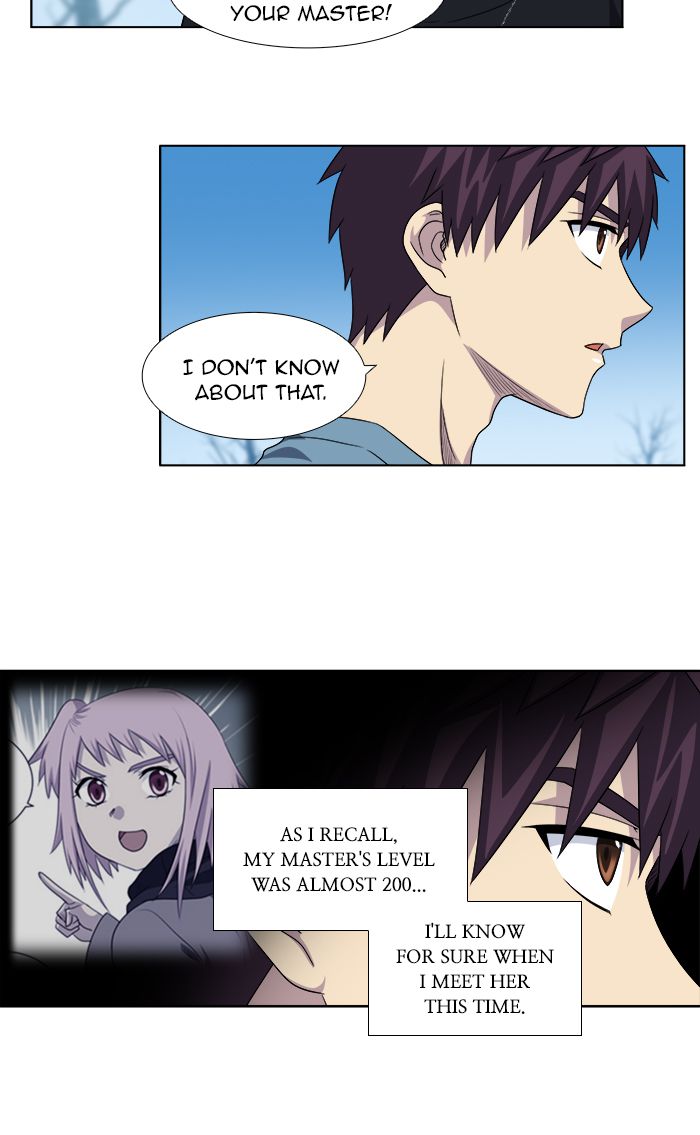 YOUR MASTER!
I DON'T KNOW
ABOUT THAT.
AS I RECALL,
MY MASTER'S LEVEL
WAS ALMOST 200...
I'LL KNOW
FOR SURE WHEN
I MEET HER
THIS TIME.